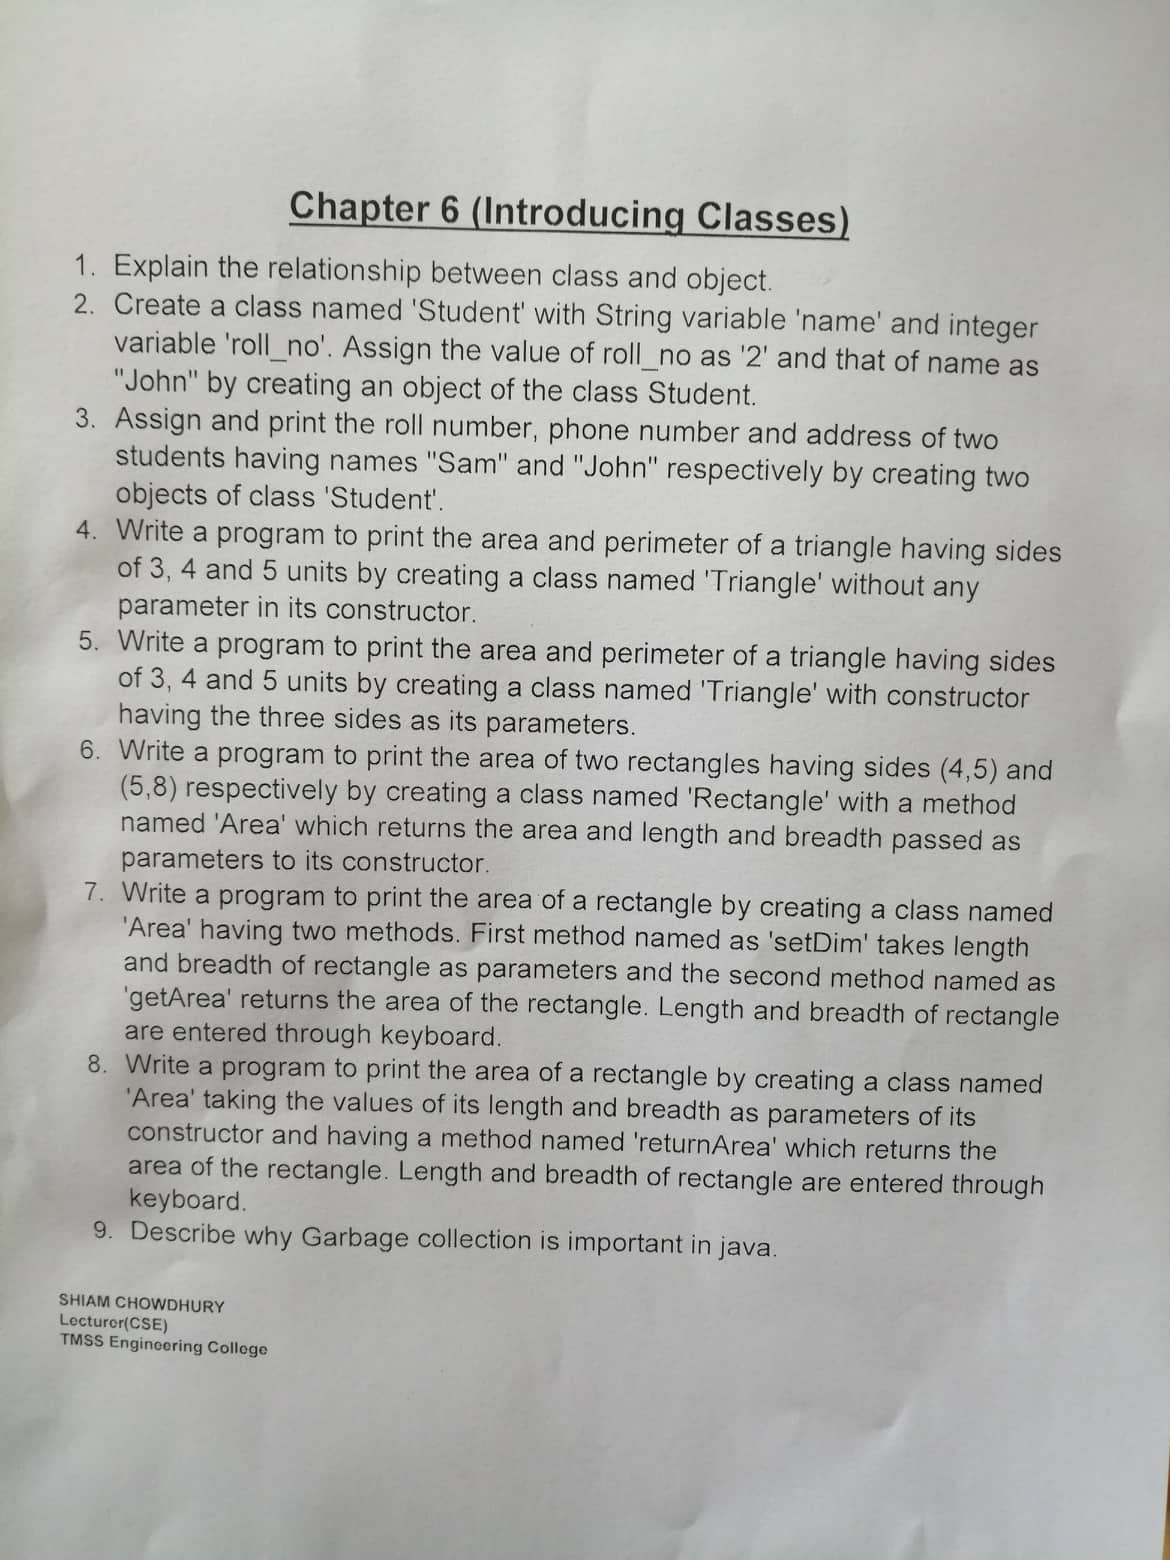 Chapter 6 (Introducing Classes)
1. Explain the relationship between class and object.
2. Create a class named 'Student' with String variable 'name' and integer
variable 'roll_no'. Assign the value of roll_no as '2' and that of name as
"John" by creating an object of the class Student.
3. Assign and print the roll number, phone number and address of two
students having names "Sam" and "John" respectively by creating two
objects of class 'Student'.
4. Write a program to print the area and perimeter of a triangle having sides
of 3, 4 and 5 units by creating a class named 'Triangle' without any
parameter in its constructor.
5. Write a program to print the area and perimeter of a triangle having sides
of 3, 4 and 5 units by creating a class named 'Triangle' with constructor
having the three sides as its parameters.
6. Write a program to print the area of two rectangles having sides (4,5) and
(5,8) respectively by creating a class named 'Rectangle' with a method
named 'Area' which returns the area and length and breadth passed as
parameters to its constructor.
7. Write a program to print the area of a rectangle by creating a class named
'Area' having two methods. First method named as 'setDim' takes length
and breadth of rectangle as parameters and the second method named as
'getArea' returns the area of the rectangle. Length and breadth of rectangle
are entered through keyboard.
8. Write a program to print the area of a rectangle by creating a class named
'Area' taking the values of its length and breadth as parameters of its
constructor and having a method named 'returnArea' which returns the
area of the rectangle. Length and breadth of rectangle are entered through
keyboard.
9. Describe why Garbage collection is important in java.
SHIAM CHOWDHURY
Lecturer(CSE)
TMSS Engineering College